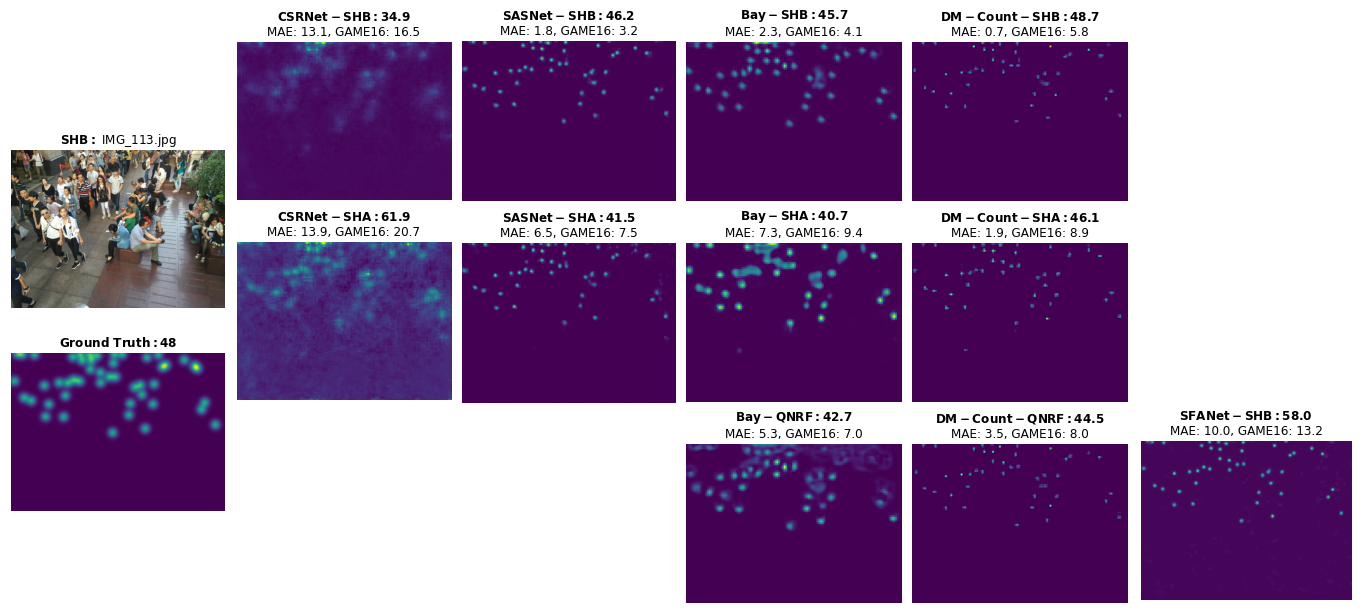 CSRNet − SHB : 34.9
MAE: 13.1, GAME16: 16.5
SASNet − SHB : 46.2
MAE: 1.8, GAME16: 3.2
Bay − SHB : 45.7
MAE: 2.3, GAME16: 4.1
DM − Count − SHB : 48.7
MAE: 0.7, GAME16: 5.8
SHB : IMG_113.jpg
CSRNet − SHA : 61.9
MAE: 13.9, GAME16: 20.7
SASNet − SHA : 41.5
MAE: 6.5, GAME16: 7.5
Bay − SHA : 40.7
MAE: 7.3, GAME16: 9.4
DM − Count − SHA : 46.1
MAE: 1.9, GAME16: 8.9
Ground Truth : 48
Bay − QNRF : 42.7
MAE: 5.3, GAME16: 7.0
DM − Count − QNRF : 44.5
MAE: 3.5, GAME16: 8.0
SFANet − SHB : 58.0
MAE: 10.0, GAME16: 13.2